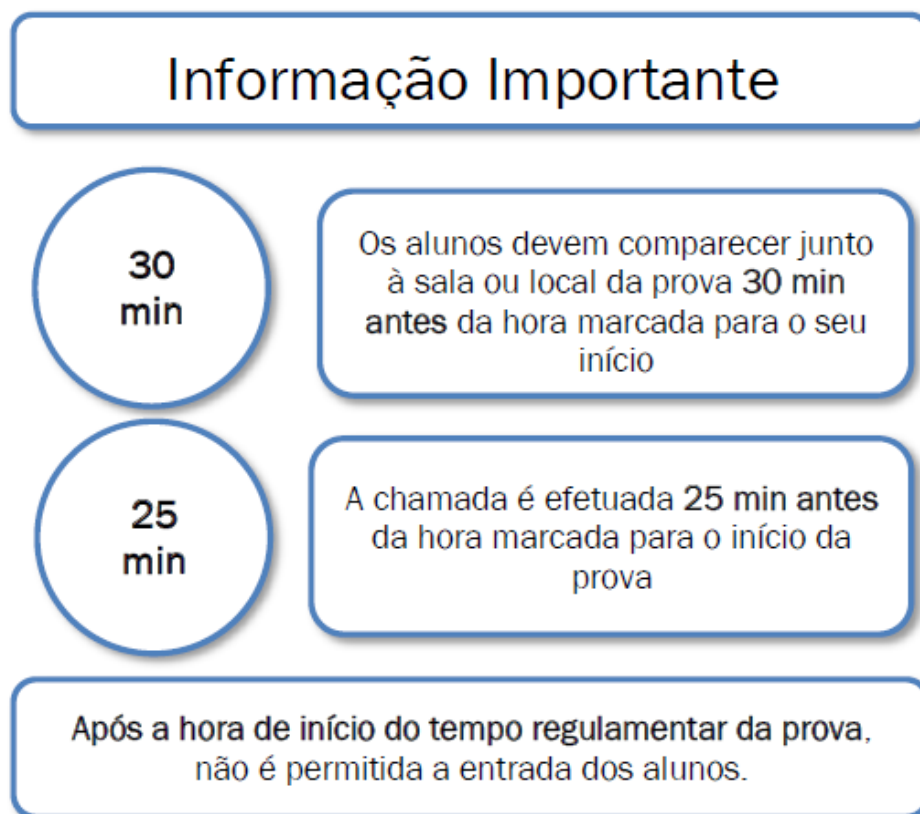 Informação Importante
30
min
Os alunos devem comparecer junto
à sala ou local da prova 30 min
antes da hora marcada para o seu
início
25
min
A chamada é efetuada 25 min antes
da hora marcada para o início da
prova
Após a hora de início do tempo regulamentar da prova,
não é permitida a entrada dos alunos.